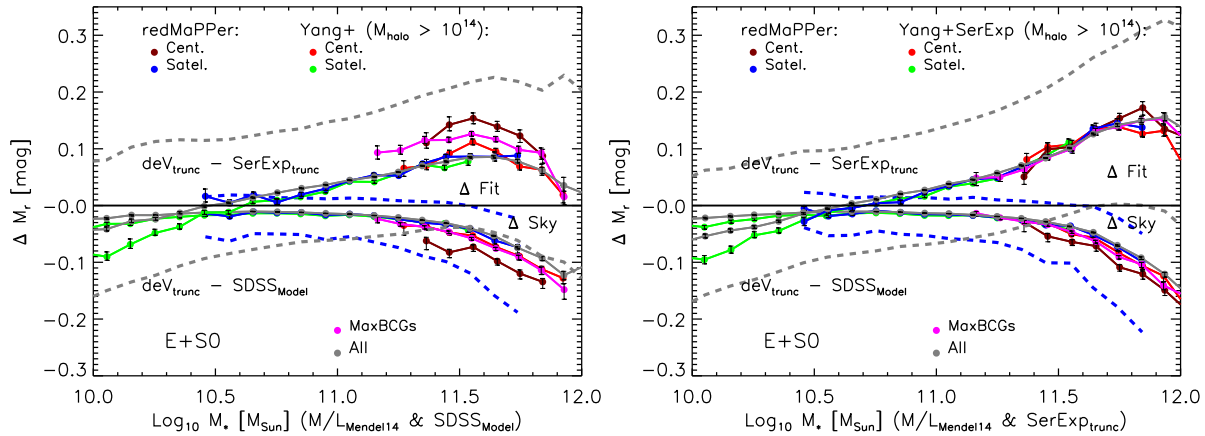 redMaPPer: Yang+ (M_halo > 10^14):
Cent. Cent.
Satel. Satel.
deV_trunc − SerExp_trunc
Δ Fit
Δ Sky
deV_trunc − SDSS_Model
MaxBCGs
All
E+S0
0.3
0.2
0.1
-0.0
-0.1
-0.2
-0.3
Δ M_r [mag]
10.0 10.5 11.0 11.5 12.0
Log_10 M_* [M_Sun] (M/L_Mendel14 & SDSS_Model)
redMaPPer: Yang+SerExp (M_halo > 10^14):
Cent. Cent.
Satel. Satel.
deV_trunc − SerExp_trunc
Δ Fit
Δ Sky
deV_trunc − SDSS_Model
MaxBCGs
All
E+S0
0.3
0.2
0.1
-0.0
-0.1
-0.2
-0.3
Δ M_r [mag]
10.0 10.5 11.0 11.5 12.0
Log_10 M_* [M_Sun] (M/L_Mendel14 & SerExp_trunc)